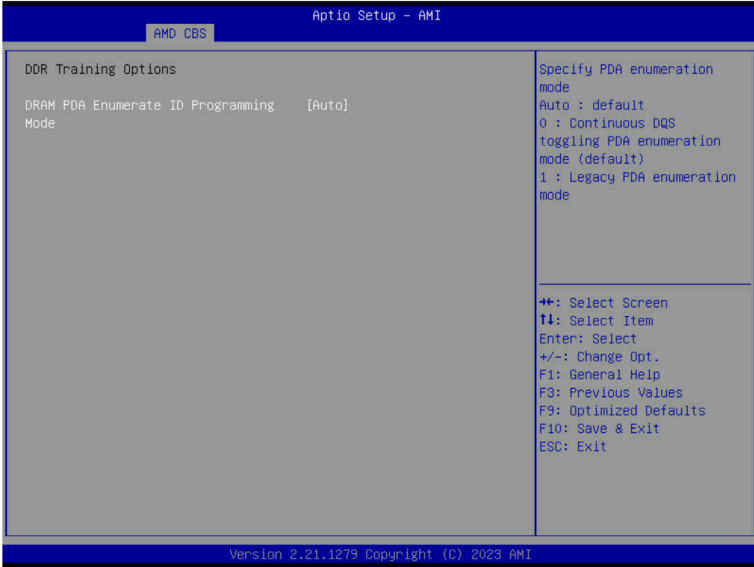 Aptio Setup – AMI
AMD CBS
DDR Training Options
DRAM PDA Enumerate ID Programming [Auto]
Mode
Specify PDA enumeration
mode
Auto : default
0 : Continuous DQS
toggling PDA enumeration
mode (default)
1 : Legacy PDA enumeration
mode
→←: Select Screen
↑↓: Select Item
Enter: Select
+/-: Change Opt.
F1: General Help
F3: Previous Values
F9: Optimized Defaults
F10: Save & Exit
ESC: Exit
Version 2.21.1279 Copyright (C) 2023 AMI